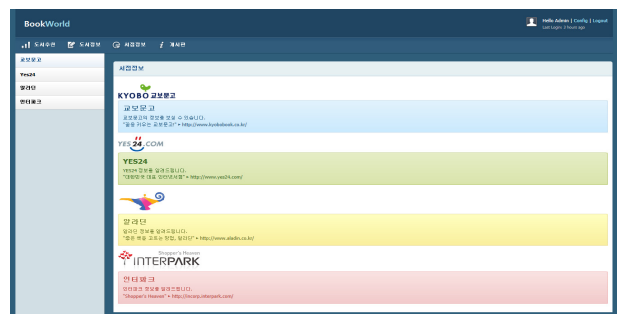 BookWorld
Hello Admin | Config | Logout
Last Login: 3 hours ago
도서추천 도서정보 서점정보 게시판
교보문고
Yes24
알라딘
인터파크
서점정보
KYOBO 교보문고
교보문고
교보문고의 정보를 보실 수 있습니다.
"꿈을 키우는 교보문고!" • http://www.kyobobook.co.kr/
YES24.COM
YES24
YES24 정보를 알려드립니다.
"대한민국 대표 인터넷서점" • http://www.yes24.com/
알라딘
알라딘 정보를 알려드립니다.
"좋은 책을 고르는 방법, 알라딘" • http://www.aladin.co.kr/
Shopper's Heaven
INTERPARK
인터파크
인터파크 정보를 알려드립니다.
"Shopper's Heaven" • http://incorp.interpark.com/